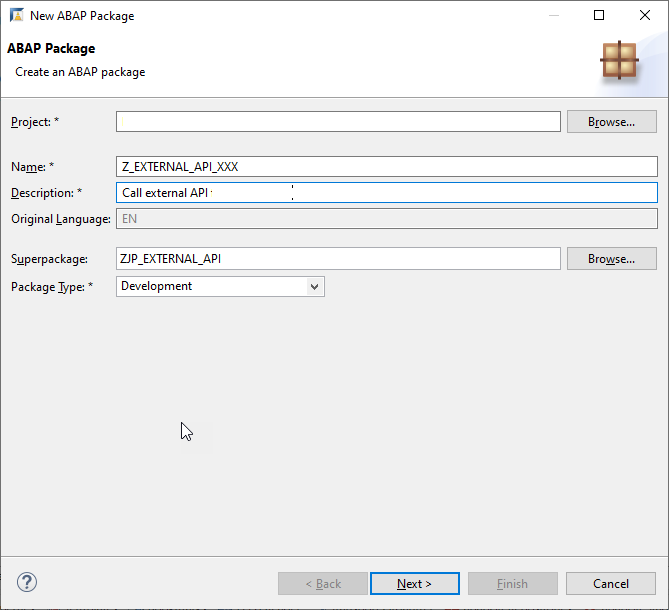 New ABAP Package
ABAP Package
Create an ABAP package
Project: *
Browse...
Name: * Z_EXTERNAL_API_XXX
Description: * Call external API
Original Language: EN
Superpackage: ZJP_EXTERNAL_API Browse...
Package Type: * Development
? < Back Next > Finish Cancel